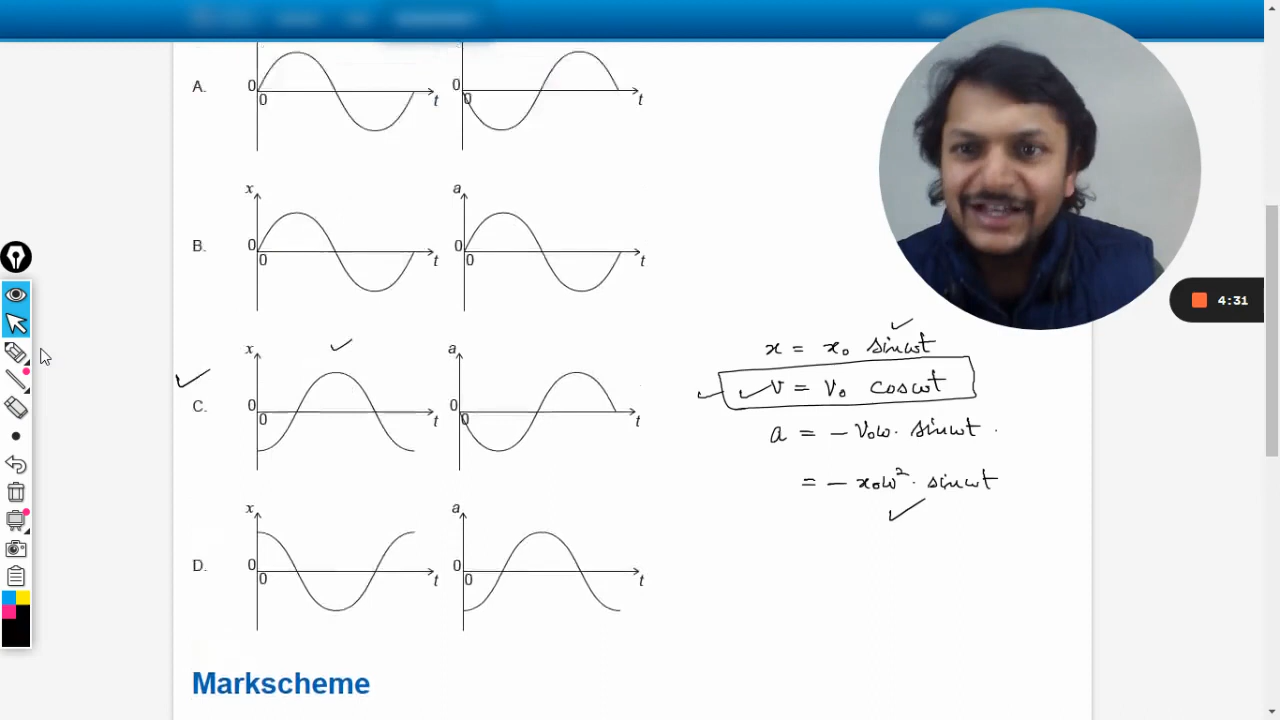 A.
0
0
t
0
0
t
x
a
B.
0
0
t
0
0
t
x
a
C.
0
0
t
0
0
t
x
a
D.
0
0
t
0
0
t
x = x₀ sinωt
v = v₀ cosωt
a = - v₀ω. sinωt .
= - x₀ω². sinωt
4:31
Markscheme